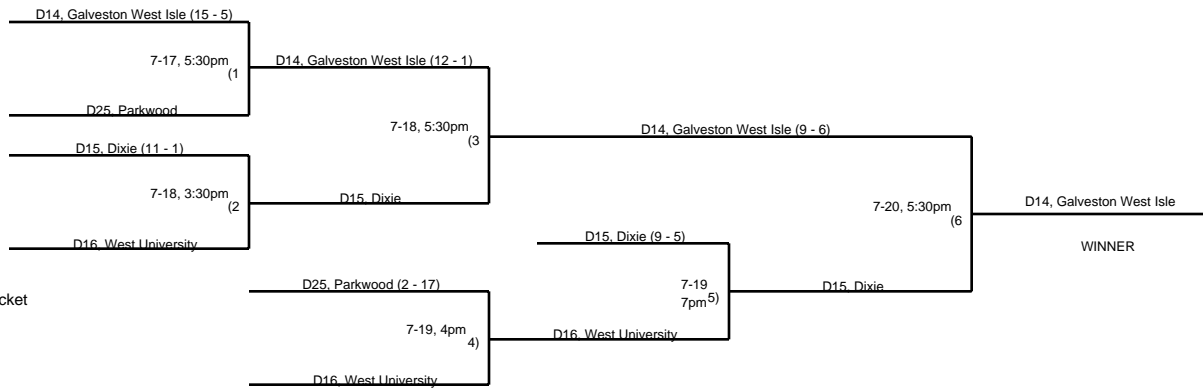 D14, Galveston West Isle (15 - 5)
7-17, 5:30pm
(1
D14, Galveston West Isle (12 - 1)
D25, Parkwood
7-18, 5:30pm
(3
D14, Galveston West Isle (9 - 6)
D15, Dixie (11 - 1)
7-18, 3:30pm
(2
D15, Dixie
7-20, 5:30pm
(6
D14, Galveston West Isle
D16, West University
D15, Dixie (9 - 5)
WINNER
cket
D25, Parkwood (2 - 17)
7-19
7pm 5)
D15, Dixie
7-19, 4pm
4)
D16, West University
D16, West University